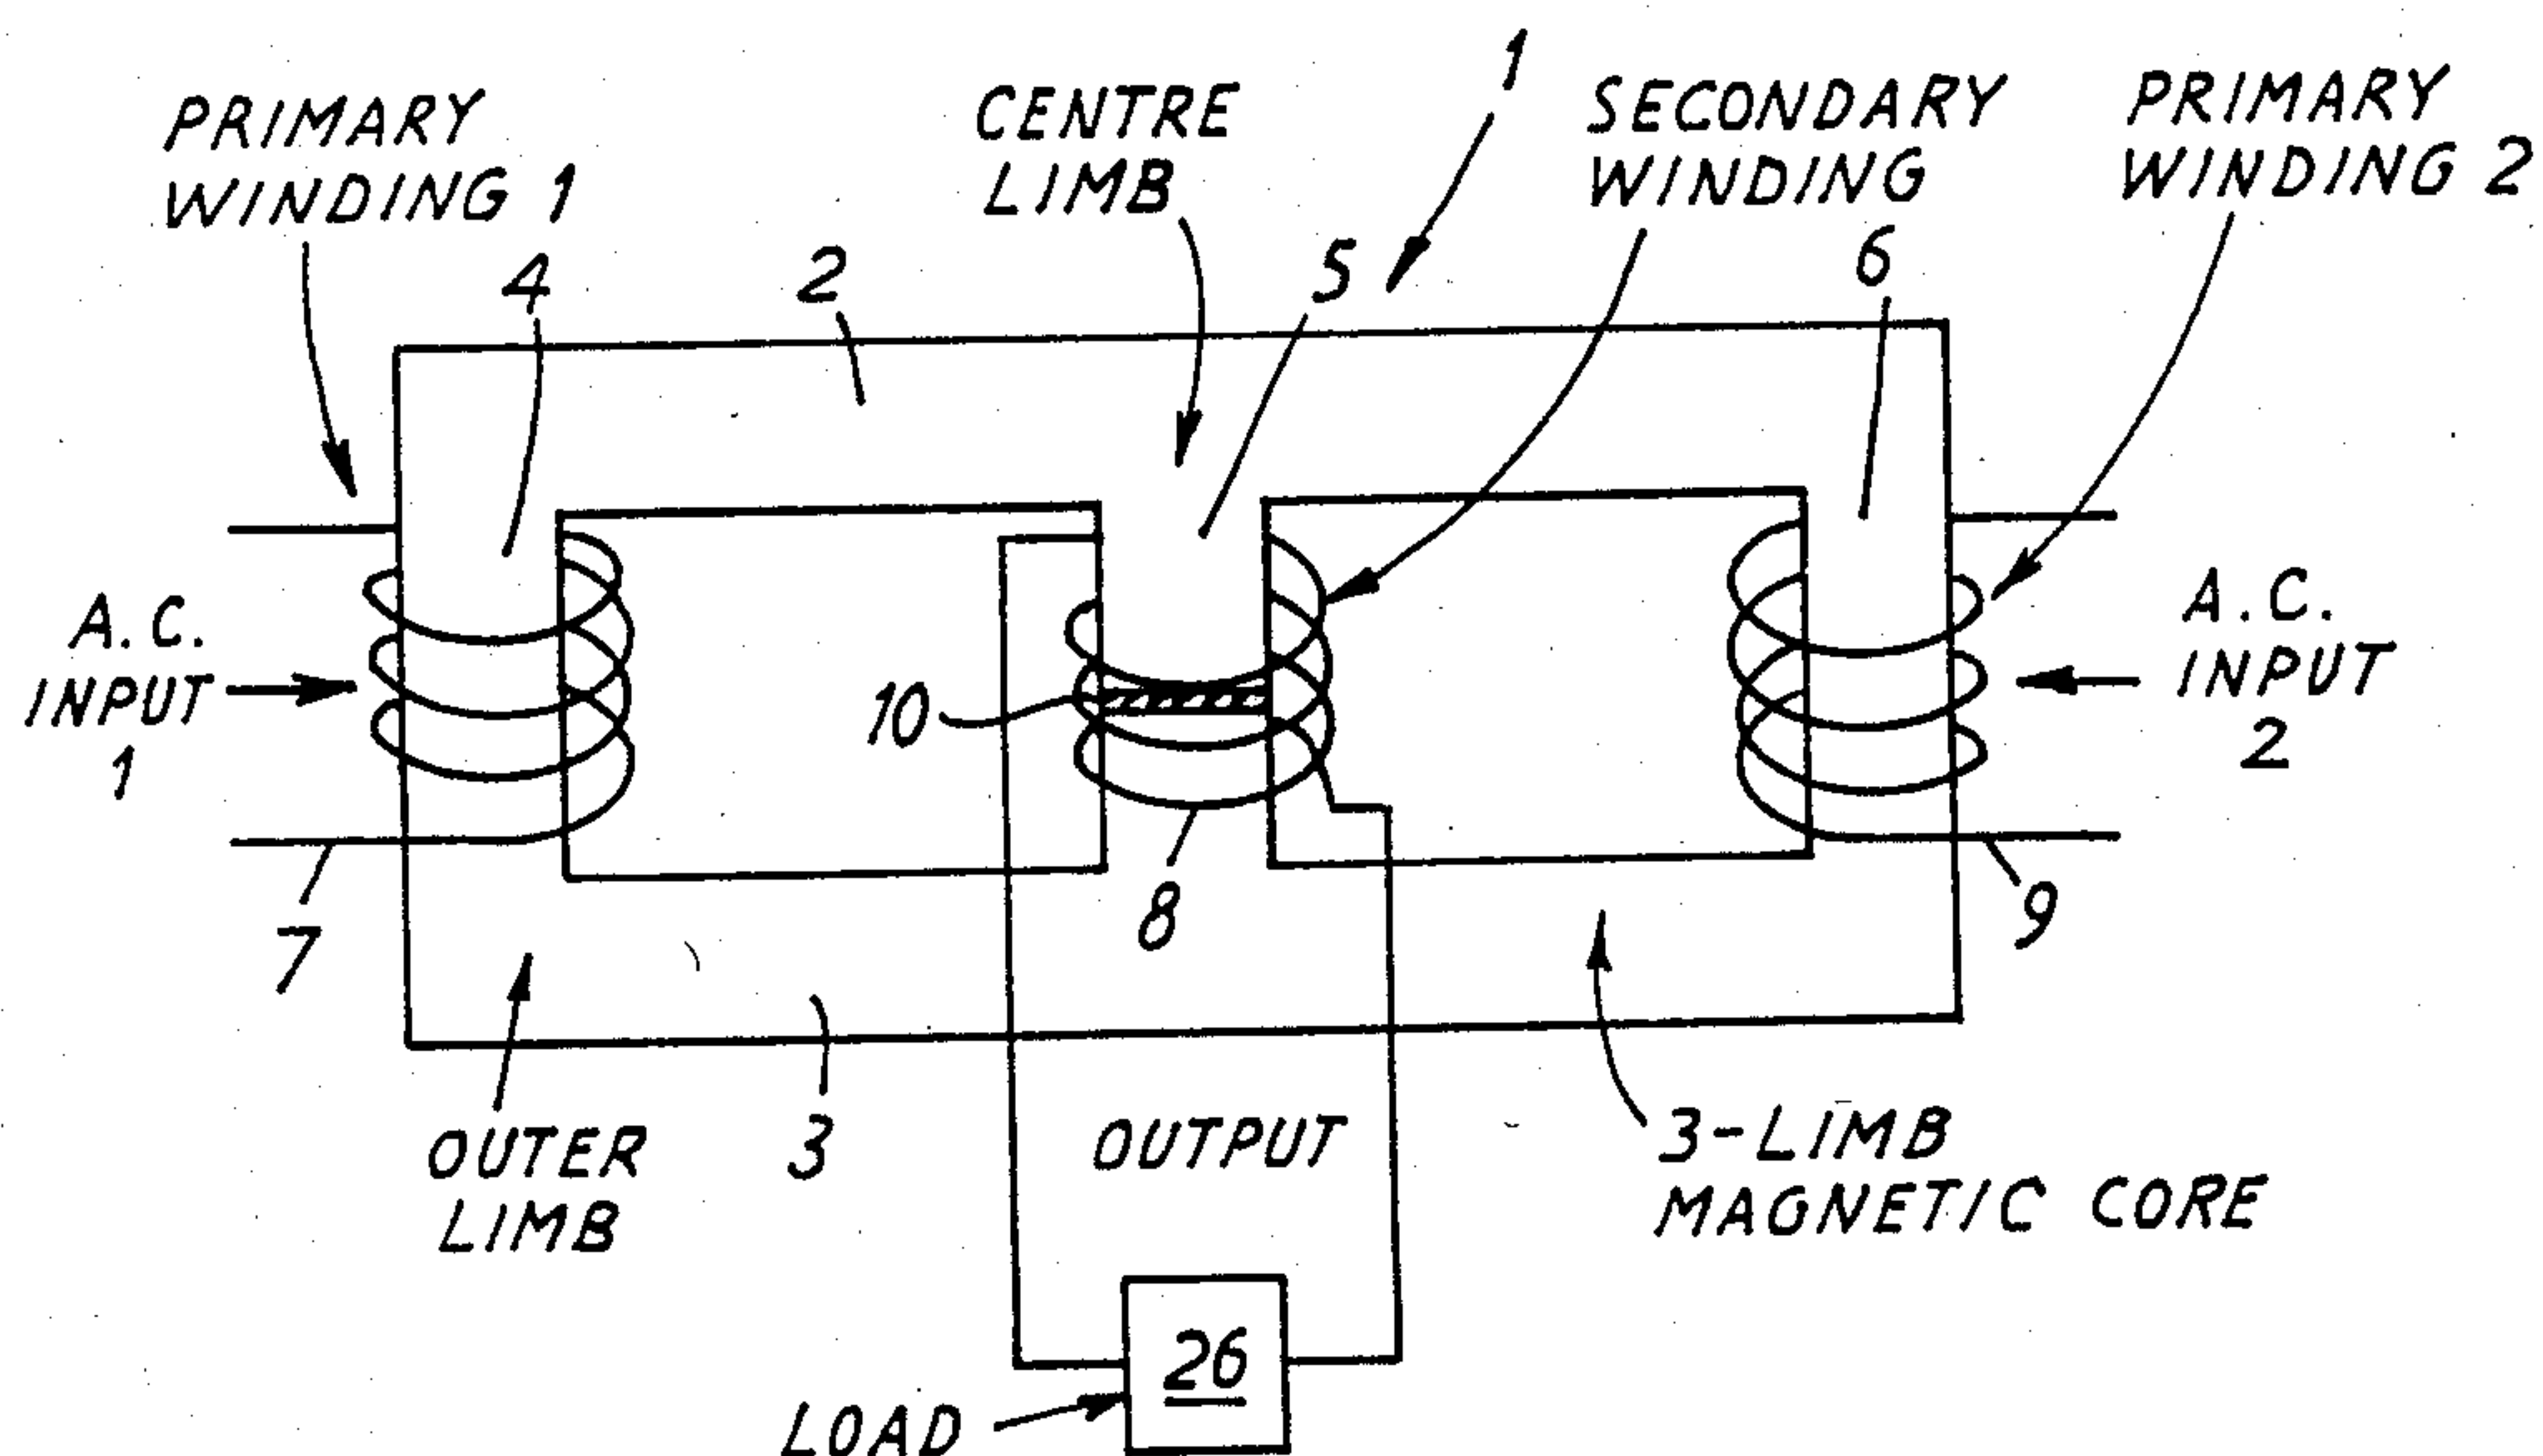 1
PRIMARY
WINDING 1
CENTRE
LIMB
SECONDARY
WINDING
PRIMARY
WINDING 2
4
2
5
6
A.C.
INPUT
1
10
A.C.
INPUT
2
7
8
9
OUTER
LIMB
3
OUTPUT
3-LIMB
MAGNETIC CORE
26
LOAD